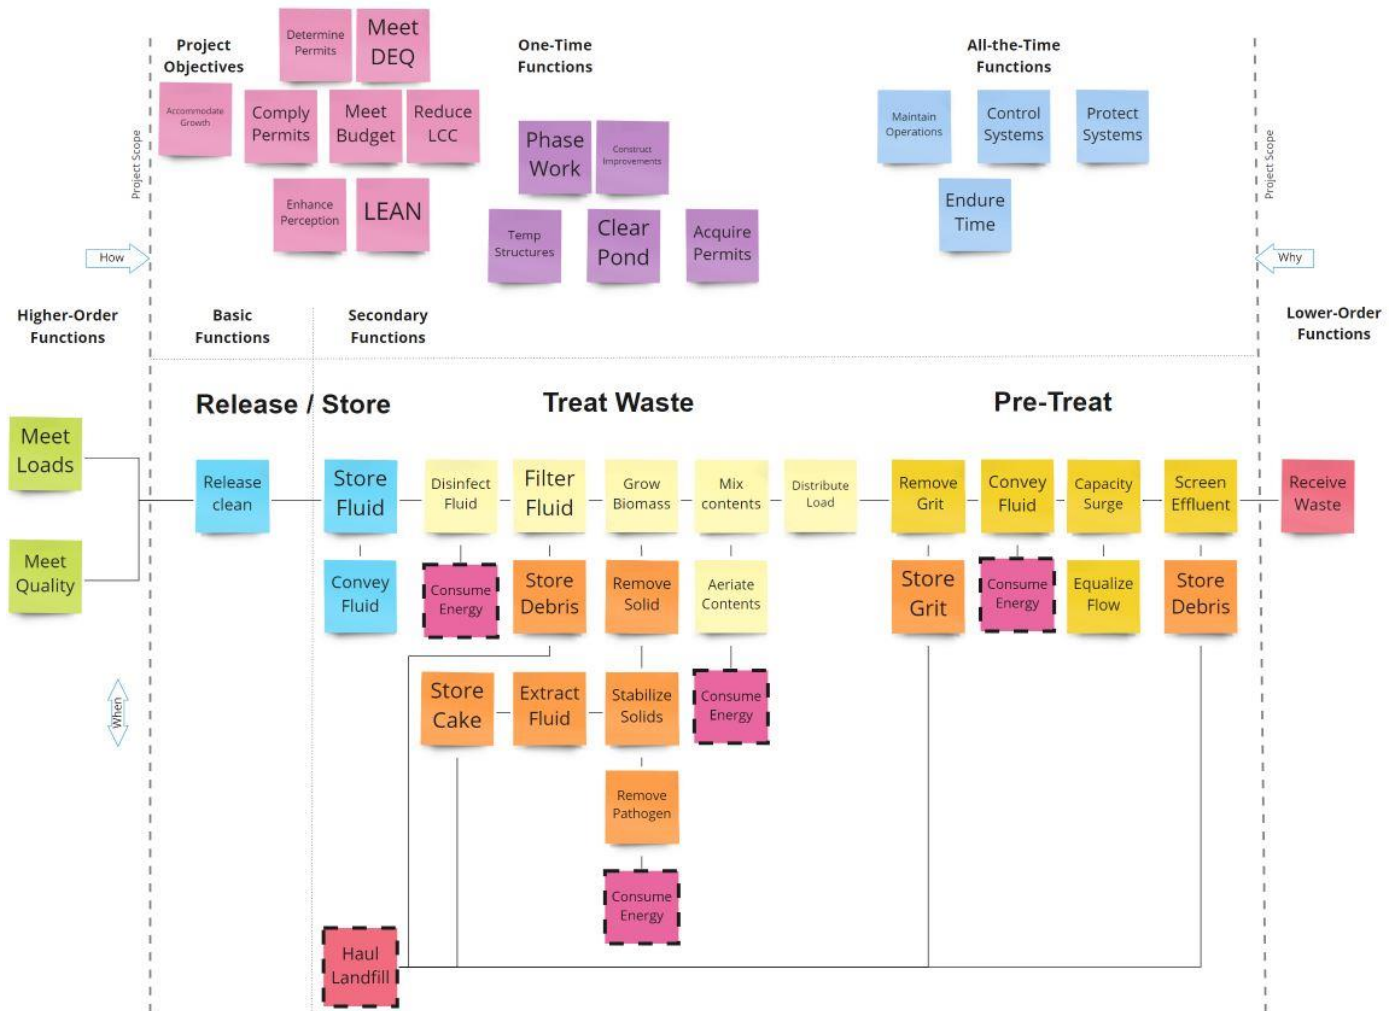 Project
Objectives
Determine
Permits
Meet
DEQ
Accommodate
Growth
Comply
Permits
Meet
Budget
Reduce
LCC
Enhance
Perception
LEAN
One-Time
Functions
Phase
Work
Construct
Improvements
Temp
Structures
Clear
Pond
Acquire
Permits
All-the-Time
Functions
Maintain
Operations
Control
Systems
Protect
Systems
Endure
Time
Project Scope
Project Scope
How
Why
Higher-Order
Functions
Basic
Functions
Secondary
Functions
Lower-Order
Functions
Release / Store
Treat Waste
Pre-Treat
Meet
Loads
Meet
Quality
Release
clean
Store
Fluid
Disinfect
Fluid
Filter
Fluid
Grow
Biomass
Mix
contents
Distribute
Load
Remove
Grit
Convey
Fluid
Capacity
Surge
Screen
Effluent
Receive
Waste
Convey
Fluid
Consume
Energy
Store
Debris
Remove
Solid
Aeriate
Contents
Store
Grit
Consume
Energy
Equalize
Flow
Store
Debris
When
Store
Cake
Extract
Fluid
Stabilize
Solids
Consume
Energy
Remove
Pathogen
Consume
Energy
Haul
Landfill